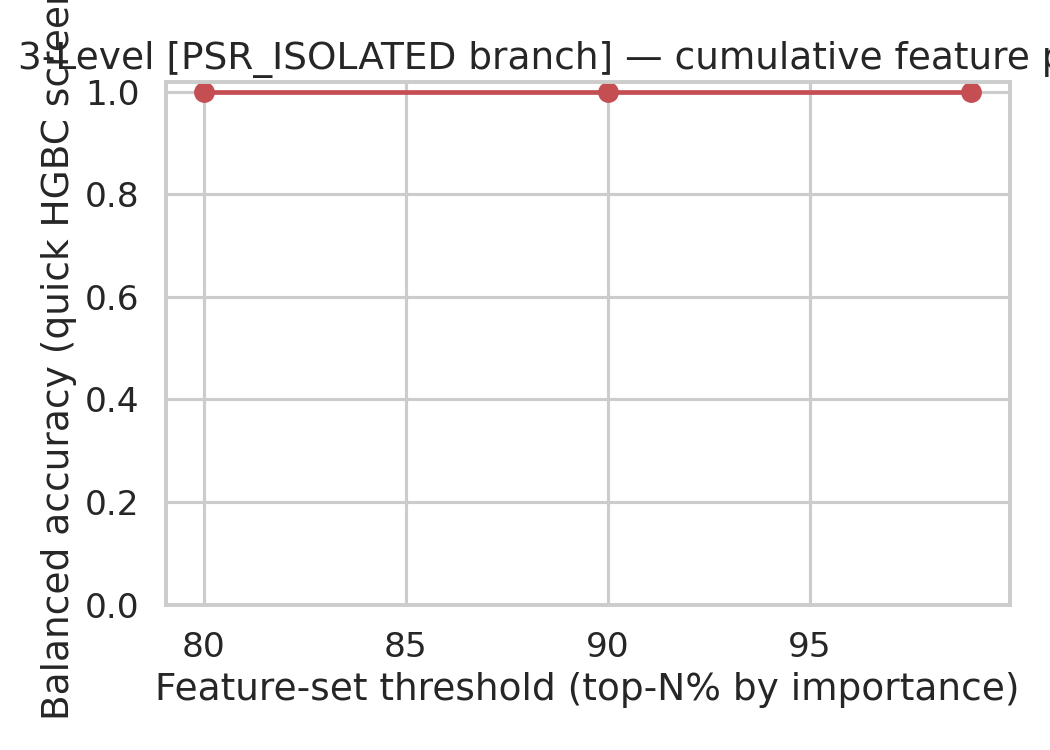 3-Level [PSR_ISOLATED branch] — cumulative feature
Balanced accuracy (quick HGBC
1.0
0.8
0.6
0.4
0.2
0.0
80 85 90 95
Feature-set threshold (top-N% by importance)